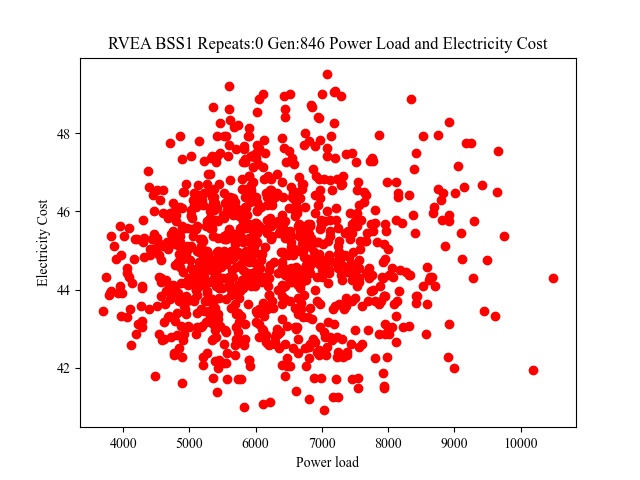 RVEA BSS1 Repeats:0 Gen:846 Power Load and Electricity Cost
48
46
44
42
Electricity Cost
4000 5000 6000 7000 8000 9000 10000
Power load